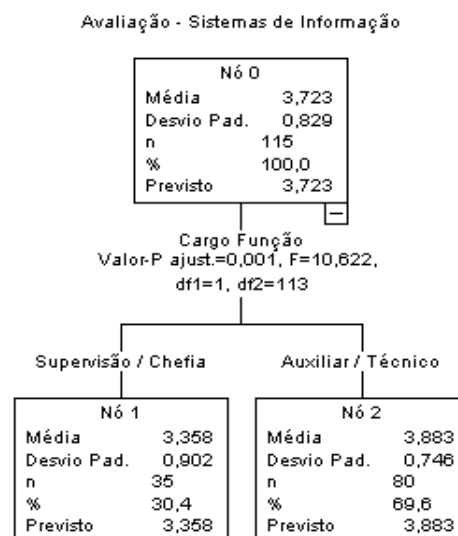 Avaliação - Sistemas de Informação
Nó 0
Média 3,723
Desvio Pad. 0,829
n 115
% 100,0
Previsto 3,723
Cargo Função
Valor-P ajust.=0,001, F=10,622,
df1=1, df2=113
Supervisão / Chefia
Auxiliar / Técnico
Nó 1
Média 3,358
Desvio Pad. 0,902
n 35
% 30,4
Previsto 3,358
Nó 2
Média 3,883
Desvio Pad. 0,746
n 80
% 69,6
Previsto 3,883